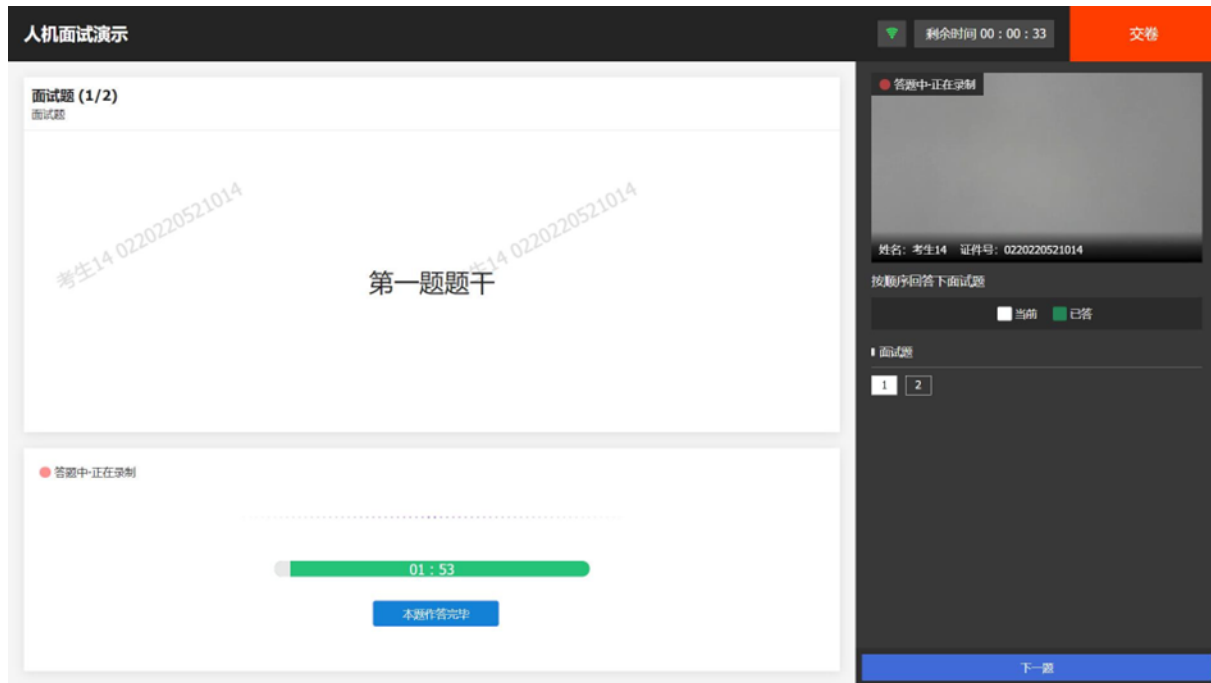 人机面试演示
剩余时间 00：00：33
交卷
面试题 (1/2)
面试题
考生14 0220220521014
考生14 0220220521014
第一题题干
答题中-正在录制
01：53
本题作答完毕
答题中-正在录制
姓名：考生14 证件号：0220220521014
按顺序回答下面试题
当前 已答
面试题
1 2
下一题